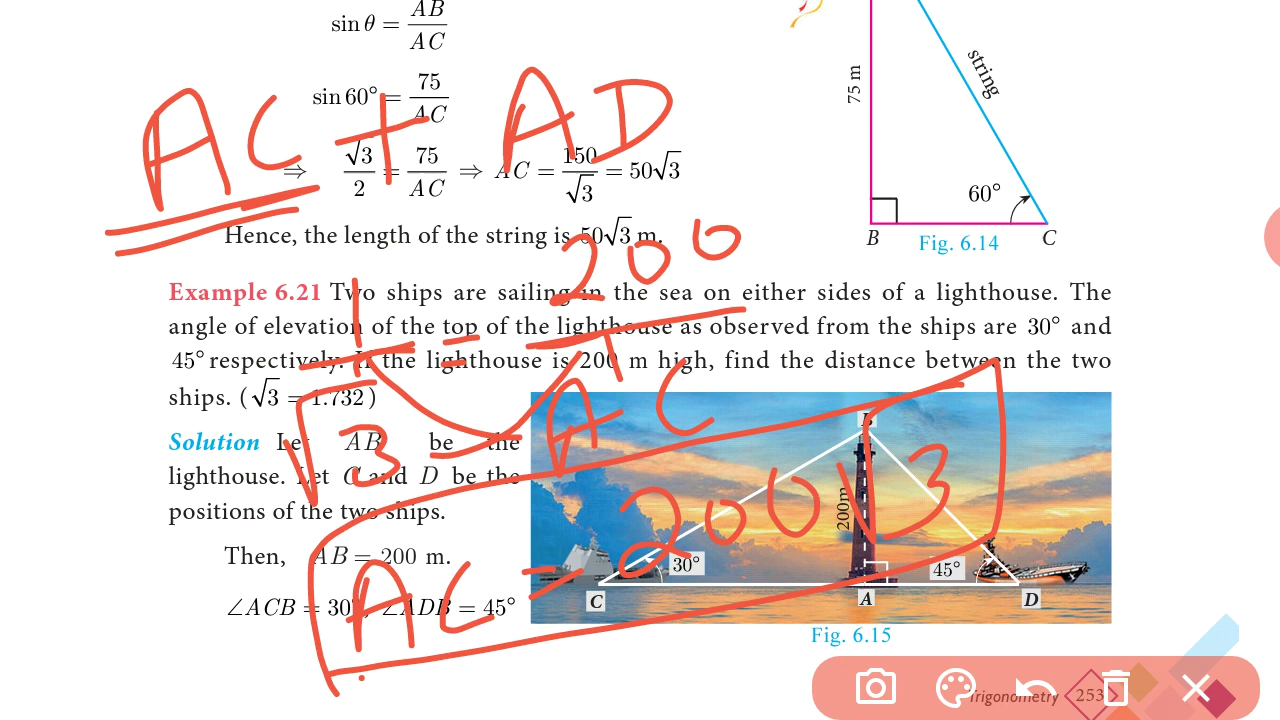 sin θ = AB/AC
sin 60° = 75/AC
⇒ √3/2 = 75/AC ⇒ AC = 150/√3 = 50√3
Hence, the length of the string is 50√3 m.
75 m
string
60°
B
C
Fig. 6.14
AC + AD
1/√3 = 200/AC
AC = 200√3
Example 6.21 Two ships are sailing in the sea on either sides of a lighthouse. The
angle of elevation of the top of the lighthouse as observed from the ships are 30° and
45° respectively. If the lighthouse is 200 m high, find the distance between the two
ships. (√3 = 1.732)
Solution Let AB be the
lighthouse. Let C and D be the
positions of the two ships.
Then, AB = 200 m.
∠ACB = 30°, ∠ADB = 45°
B
200m
30°
45°
C
A
D
Fig. 6.15
Trigonometry 253